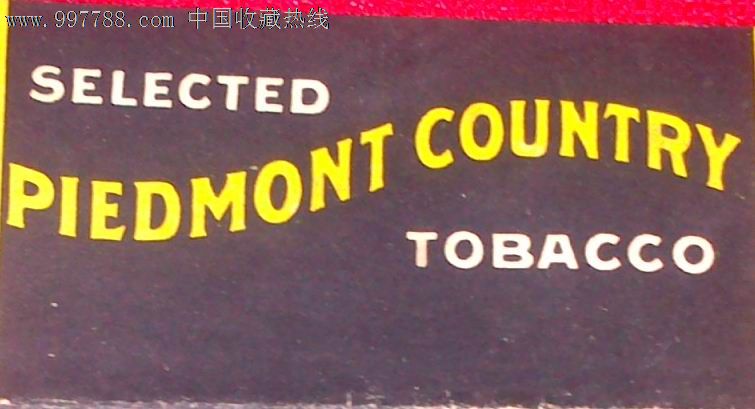 www.997788.com 中国收藏热线
SELECTED
PIEDMONT COUNTRY
TOBACCO